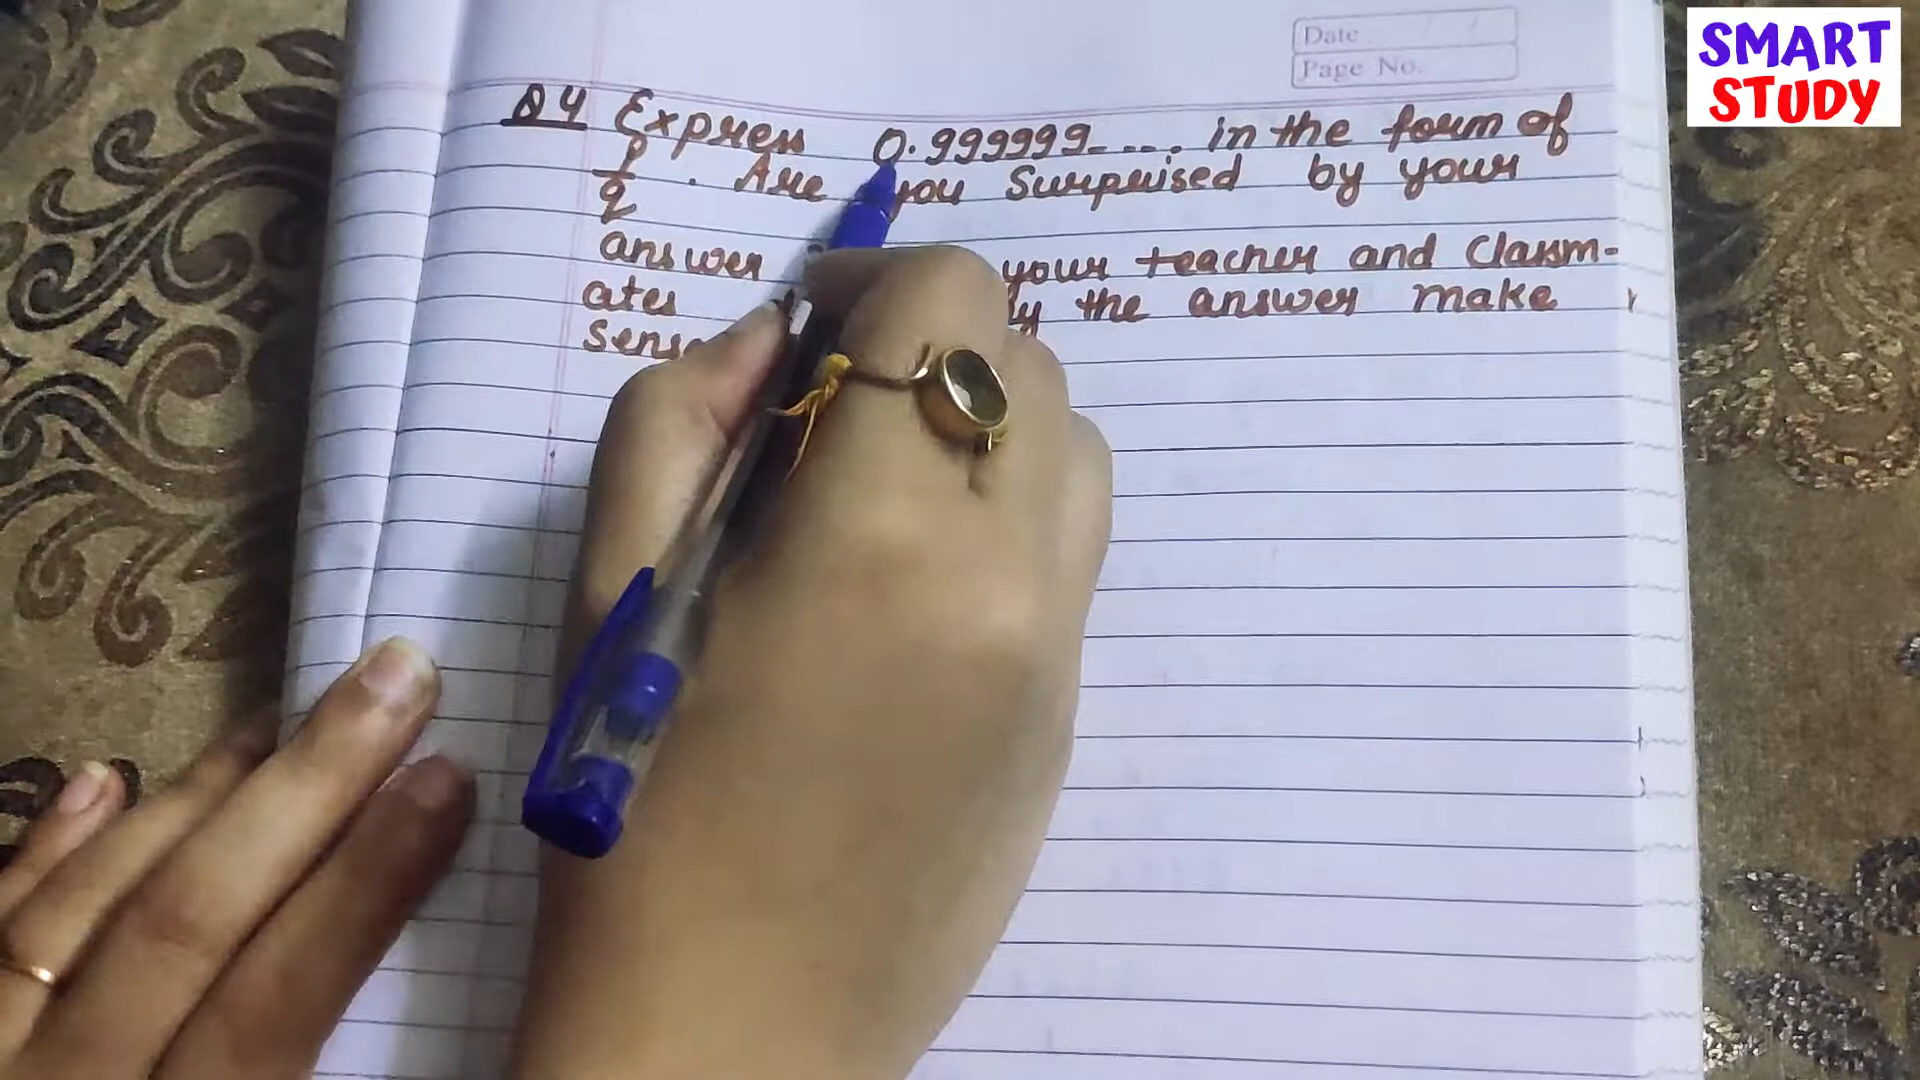 Date
Page No.
SMART
STUDY
Q4 Express 0.999999..... in the form of
p/q . Are you surprised by your
answer your teacher and classm-
ates the answer make